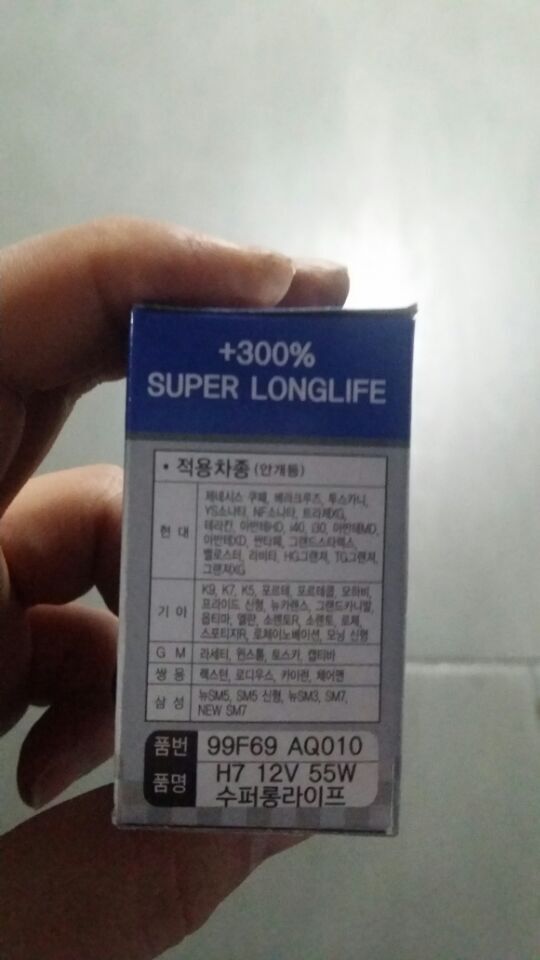 +300%
SUPER LONGLIFE
• 적용차종 (안개등)
현 대
제네시스 쿠페, 베라크루즈, 투스카니,
YS소나타, NF소나타, 트라제XG,
테라칸, 아반떼HD, i40, i30, 아반떼MD,
아반떼XD, 싼타페, 그랜드스타렉스,
벨로스터, 라비타, HG그랜져, TG그랜져,
그랜져XG
기 아
K9, K7, K5, 포르테, 포르테쿱, 모하비,
프라이드 신형, 뉴카렌스, 그랜드카니발,
옵티마, 엘란, 소렌토R, 소렌토, 로체,
스포티지R, 로체이노베이션, 모닝 신형
G M
라세티, 윈스톰, 토스카, 캡티바
쌍 용
렉스턴, 로디우스, 카이런, 체어맨
삼 성
뉴SM5, SM5 신형, 뉴SM3, SM7,
NEW SM7
품번 99F69 AQ010
품명 H7 12V 55W
수퍼롱라이프